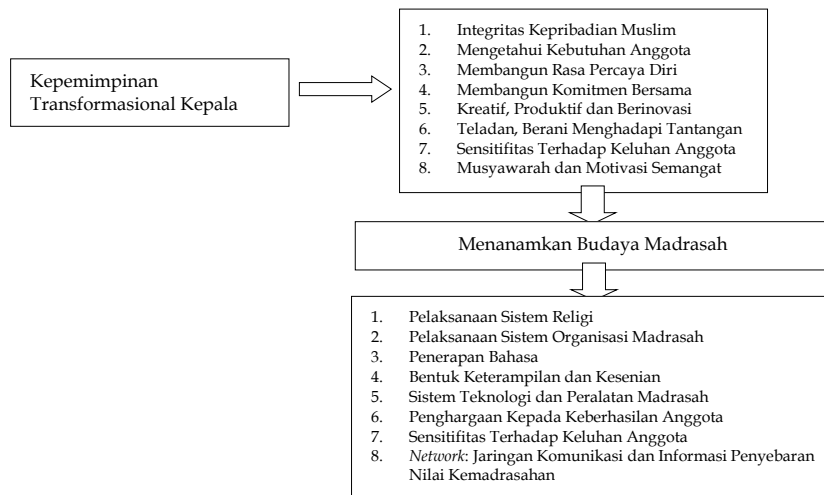 Kepemimpinan
Transformasional Kepala
1. Integritas Kepribadian Muslim
2. Mengetahui Kebutuhan Anggota
3. Membangun Rasa Percaya Diri
4. Membangun Komitmen Bersama
5. Kreatif, Produktif dan Berinovasi
6. Teladan, Berani Menghadapi Tantangan
7. Sensitifitas Terhadap Keluhan Anggota
8. Musyawarah dan Motivasi Semangat
Menanamkan Budaya Madrasah
1. Pelaksanaan Sistem Religi
2. Pelaksanaan Sistem Organisasi Madrasah
3. Penerapan Bahasa
4. Bentuk Keterampilan dan Kesenian
5. Sistem Teknologi dan Peralatan Madrasah
6. Penghargaan Kepada Keberhasilan Anggota
7. Sensitifitas Terhadap Keluhan Anggota
8. Network: Jaringan Komunikasi dan Informasi Penyebaran
Nilai Kemadrasahan